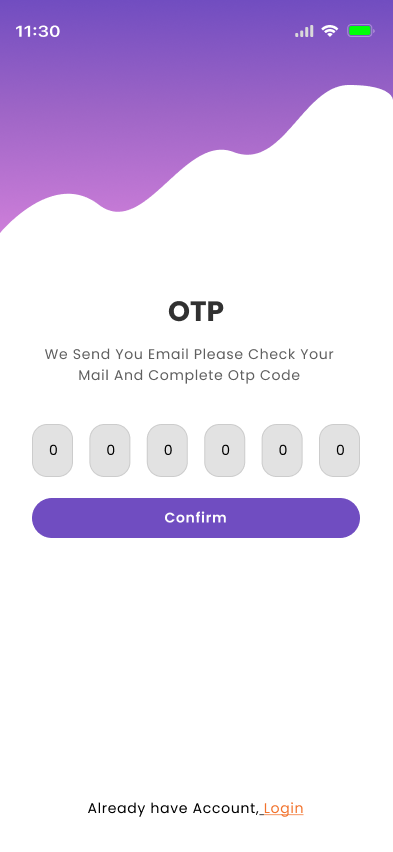 11:30
OTP
We Send You Email Please Check Your
Mail And Complete Otp Code
0 0 0 0 0 0
Confirm
Already have Account, Login